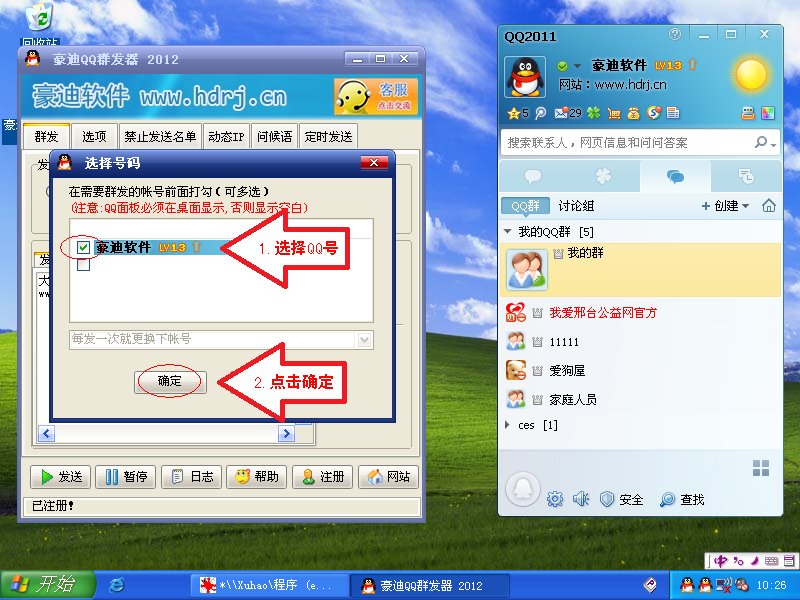 回收站
豪迪QQ群发器 2012
豪迪软件 www.hdrj.cn
客服
点击交流
群发 选项 禁止发送名单 动态IP 问候语 定时发送
选择号码
在需要群发的帐号前面打勾(可多选)
(注意:QQ面板必须在桌面显示,否则显示空白)
豪迪软件 LV13
1.选择QQ号
每发一次就更换下帐号
确定
2.点击确定
发送 暂停 日志 帮助 注册 网站
已注册!
QQ2011
豪迪软件 LV13
网站:www.hdrj.cn
5 29
搜索联系人,网页信息和问问答案
QQ群 讨论组 + 创建
我的QQ群 [5]
我的群
我爱邢台公益网官方
11111
爱狗屋
家庭人员
ces [1]
安全 查找
中
开始 *\\Xuhao\程序 (e... 豪迪QQ群发器 2012 10:26